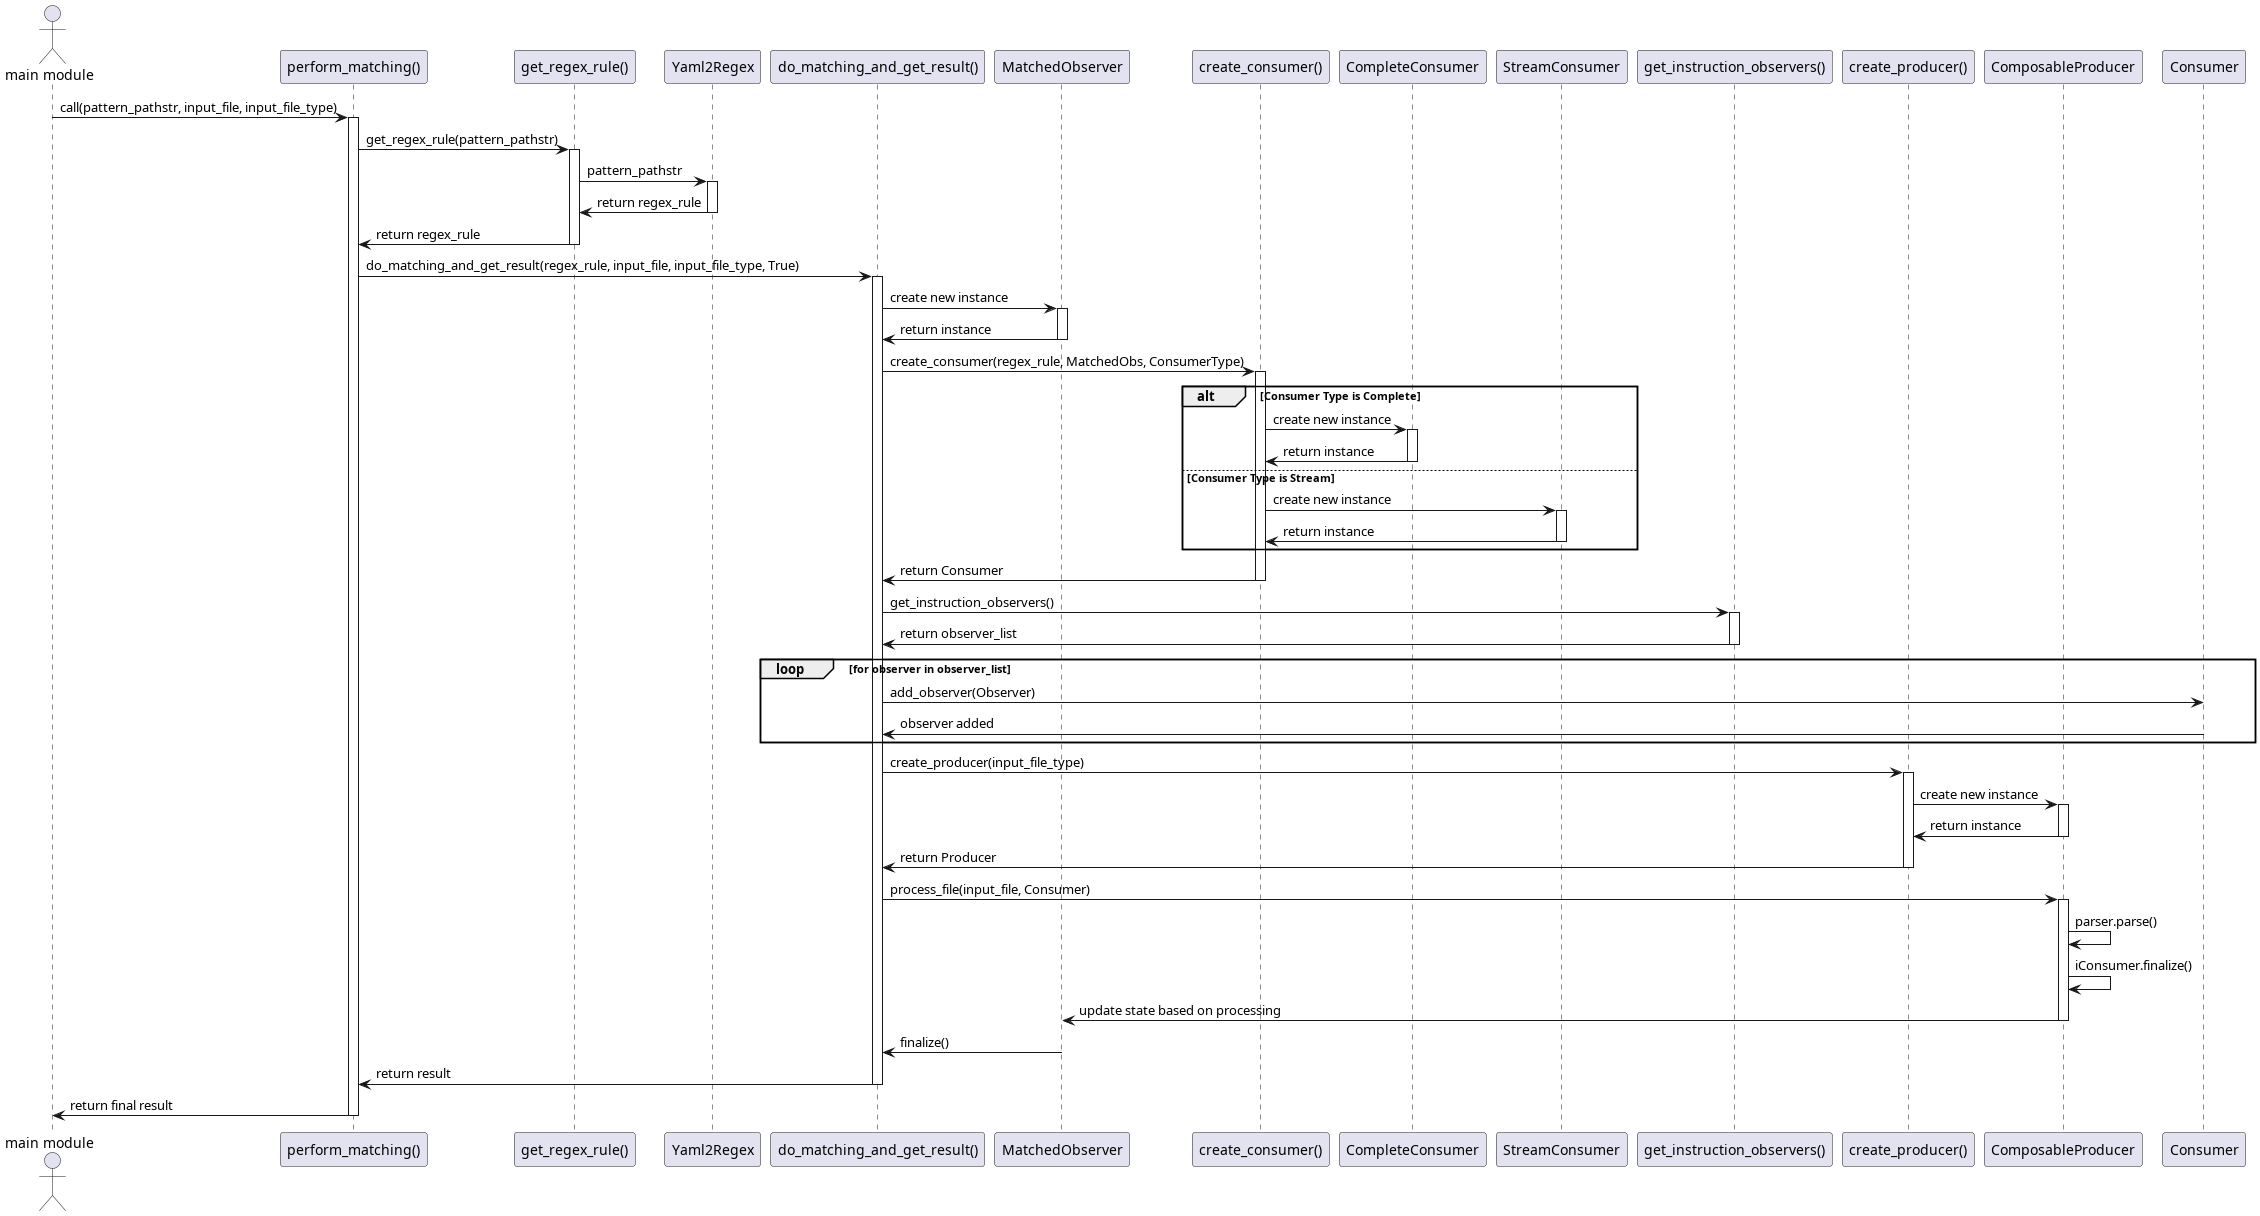 main module
perform_matching()
get_regex_rule()
Yaml2Regex
do_matching_and_get_result()
MatchedObserver
create_consumer()
CompleteConsumer
StreamConsumer
get_instruction_observers()
create_producer()
ComposableProducer
Consumer
call(pattern_pathstr, input_file, input_file_type)
get_regex_rule(pattern_pathstr)
pattern_pathstr
return regex_rule
return regex_rule
do_matching_and_get_result(regex_rule, input_file, input_file_type, True)
create new instance
return instance
create_consumer(regex_rule, MatchedObs, ConsumerType)
alt [Consumer Type is Complete]
create new instance
return instance
[Consumer Type is Stream]
create new instance
return instance
return Consumer
get_instruction_observers()
return observer_list
loop [for observer in observer_list]
add_observer(Observer)
observer added
create_producer(input_file_type)
create new instance
return instance
return Producer
process_file(input_file, Consumer)
parser.parse()
iConsumer.finalize()
update state based on processing
finalize()
return result
return final result
main module
perform_matching()
get_regex_rule()
Yaml2Regex
do_matching_and_get_result()
MatchedObserver
create_consumer()
CompleteConsumer
StreamConsumer
get_instruction_observers()
create_producer()
ComposableProducer
Consumer